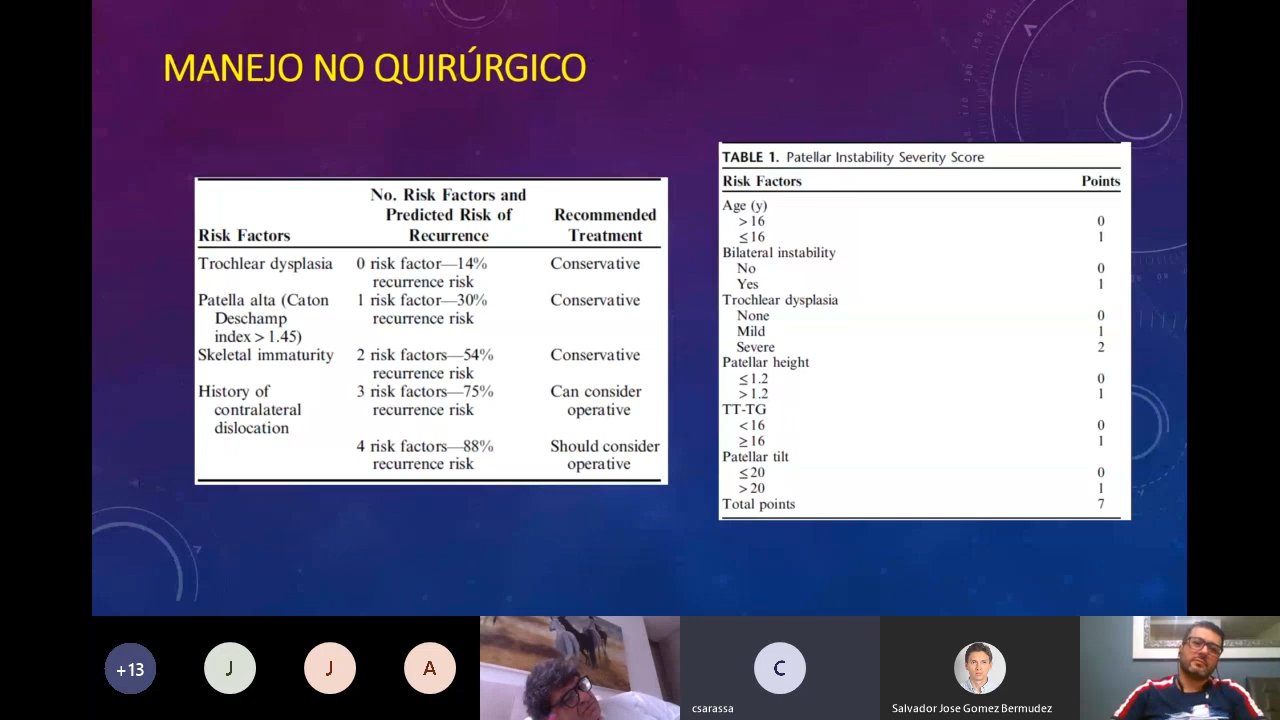 MANEJO NO QUIRÚRGICO
No. Risk Factors and
Predicted Risk of Recommended
Risk Factors Recurrence Treatment
Trochlear dysplasia 0 risk factor—14% Conservative
recurrence risk
Patella alta (Caton 1 risk factor—30% Conservative
Deschamp recurrence risk
index > 1.45)
Skeletal immaturity 2 risk factors—54% Conservative
recurrence risk
History of 3 risk factors—75% Can consider
contralateral recurrence risk operative
dislocation
4 risk factors—88% Should consider
recurrence risk operative
TABLE 1. Patellar Instability Severity Score
Risk Factors Points
Age (y)
> 16 0
≤ 16 1
Bilateral instability
No 0
Yes 1
Trochlear dysplasia
None 0
Mild 1
Severe 2
Patellar height
≤ 1.2 0
> 1.2 1
TT-TG
< 16 0
≥ 16 1
Patellar tilt
≤ 20 0
> 20 1
Total points 7
+13
J
J
A
C
csarassa
Salvador Jose Gomez Bermudez